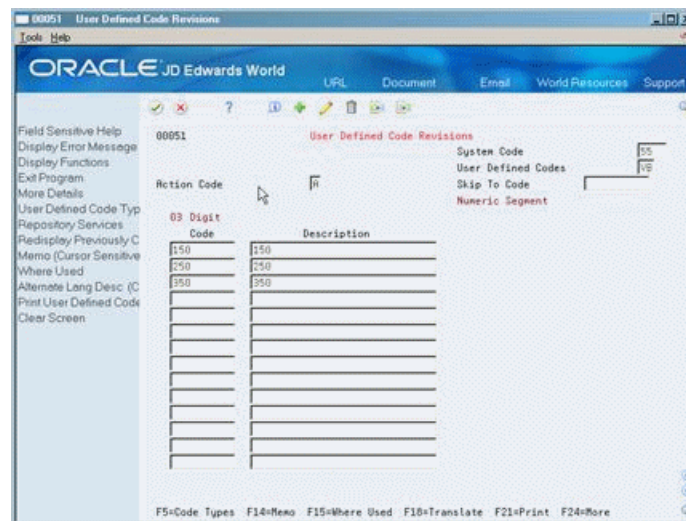 00051 User Defined Code Revisions
Tools Help
ORACLE JD Edwards World
URL Document Email World Resources Support
Field Sensitive Help
Display Error Message
Display Functions
Exit Program
More Details
User Defined Code Typ
Repository Services
Redisplay Previously C
Memo (Cursor Sensitive
Where Used
Alternate Lang Desc (C
Print User Defined Code
Clear Screen
00051 User Defined Code Revisions
System Code 55
User Defined Codes VB
Action Code A Skip To Code
Numeric Segment
03 Digit
Code Description
150 150
250 250
350 350
F5=Code Types F14=Memo F15=Where Used F18=Translate F21=Print F24=More